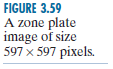 FIGURE 3.59
A zone plate
image of size
597 × 597 pixels.